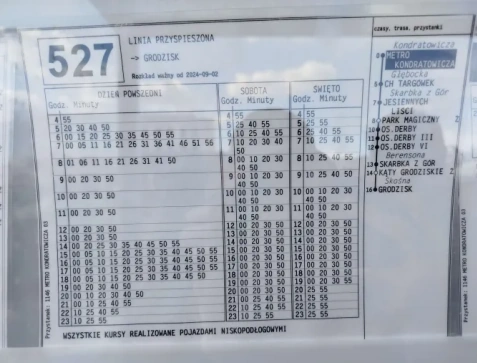 527
LINIA PRZYSPIESZONA
-> GRODZISK
Rozkład ważny od 2024-09-02
DZIEŃ POWSZEDNI
Godz. Minuty
4 55
5 20 30 40 50
6 00 15 20 25 30 35 45 50 55
7 00 05 11 16 21 26 31 36 41 46 51 56
8 01 06 11 16 21 26 31 41 50
9 00 20 30 50
10 00 20 30 50
11 00 20 30 50
12 00 20 30 50
13 00 20 30 50
14 00 20 25 30 35 40 45 50 55
15 00 05 10 15 20 25 30 35 40 45 50 55
16 00 05 10 15 20 25 30 35 40 45 50 55
17 00 05 10 15 20 25 30 35 40 45 50 55
18 00 05 10 15 20 30 35 40 45 50 55
19 00 20 30 40 50
20 00 10 20 30 40 50
21 00 10 25 40 55
22 10 25 55
23 10 25 55
SOBOTA
Godz. Minuty
4 55
5 25 40 55
6 10 25 40 55
7 10 20 30 40
50
8 00 10 20 30
40 50
9 00 10 20 30
40 50
10 00 10 20 30
40 50
11 00 10 20 30
40 50
12 00 20 30 50
13 00 20 30 50
14 00 20 30 50
15 00 20 30 50
16 00 20 30 50
17 00 20 30 50
18 00 20 30 50
19 00 20 30 50
20 00 20 30 50
21 00 25 40 55
22 10 25 55
23 10 25 55
ŚWIĘTO
Godz. Minuty
4 55
5 25 55
6 25 40 55
7 10 25 40 55
8 10 25 40 55
9 10 25 40 50
10 00 10 20 30
40 50
11 00 10 20 30
40 50
12 00 20 30 50
13 00 20 30 50
14 00 20 30 50
15 00 20 30 50
16 00 20 30 50
17 00 20 30 50
18 00 20 30 50
19 00 20 30 50
20 25 55
21 25 55
22 25 55
23 25 55
WSZYSTKIE KURSY REALIZOWANE POJAZDAMI NISKOPODŁOGOWYMI
Przystanek: 1140 METRO KONDRATOWICZA 03
czasy, trasa, przystanki
Kondratowicza
METRO
KONDRATOWICZA
Głębocka
CH TARGÓWEK
Skarbka z Gór
JESIENNYCH
LIŚCI
PARK MAGICZNY Z
OS.DERBY
OS.DERBY III
OS.DERBY VI
Berensona
SKARBKA Z GÓR
KĄTY GRODZISKIE Z
Skośna
GRODZISK